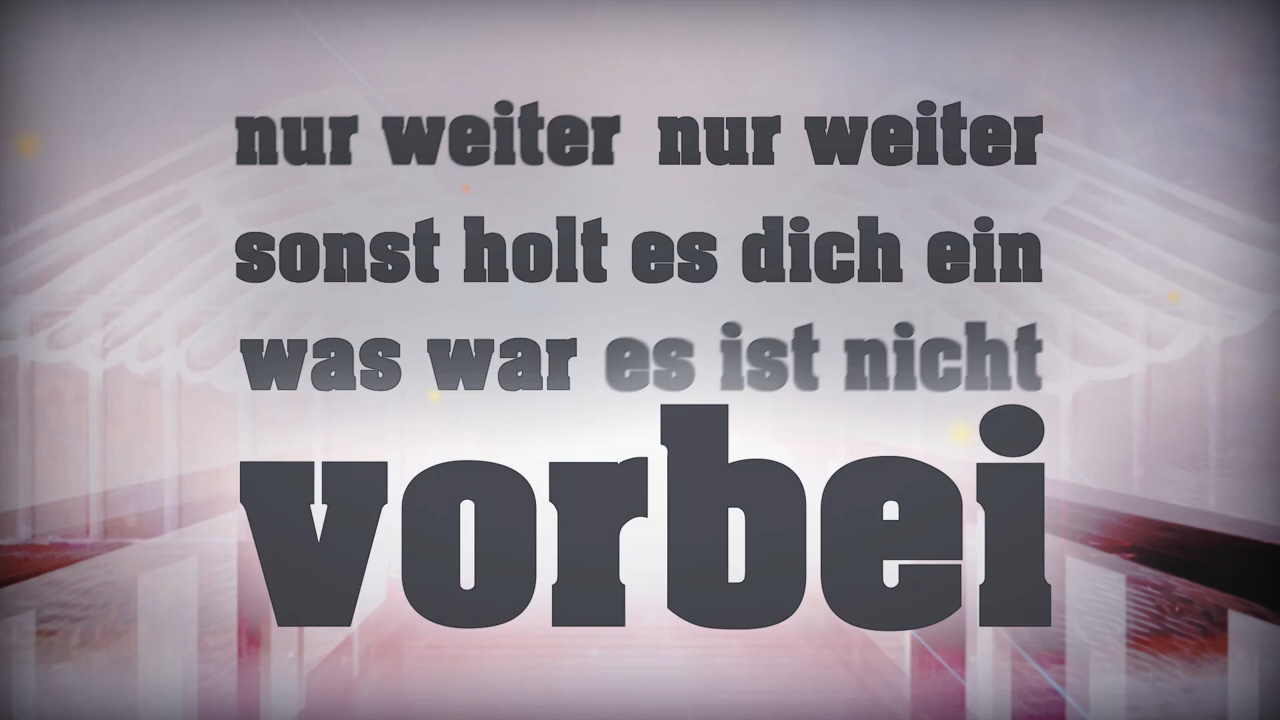 nur weiter nur weiter
sonst holt es dich ein
was war es ist nicht
vorbei